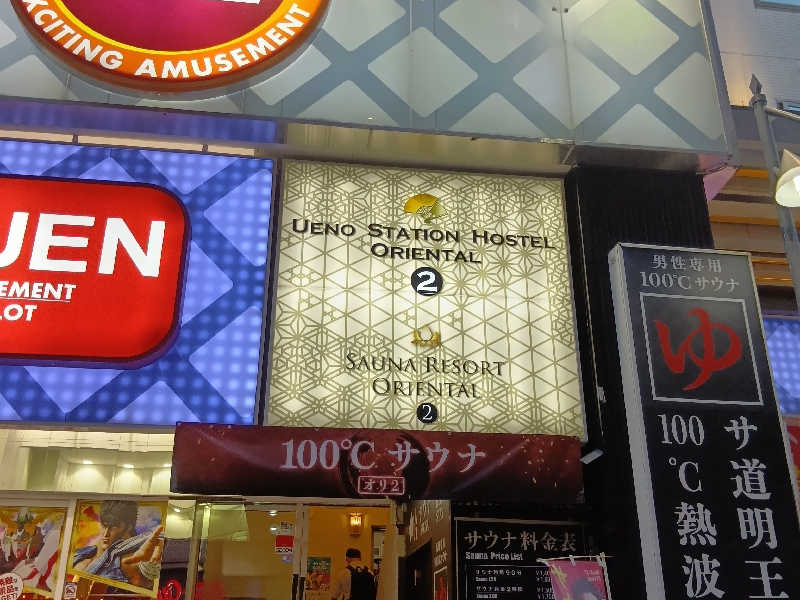 XCITING AMUSEMENT
UEN
EMENT
LOT
UENO STATION HOSTEL
ORIENTAL
2
SAUNA RESORT
ORIENTAL
2
100℃サウナ
オリ2
男性専用
100℃サウナ
ゆ
サ道明王
100℃熱波
サウナ料金表
Sauna Price List